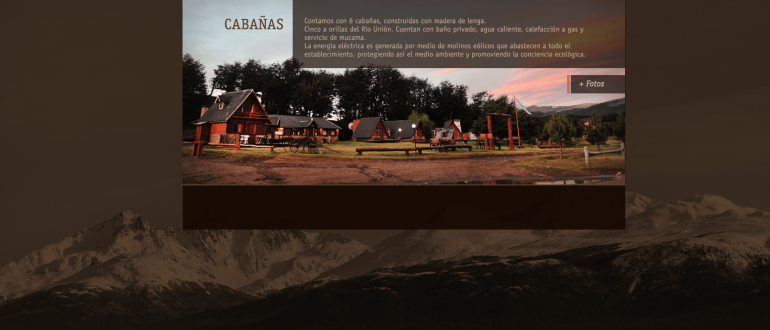 CABAÑAS
Contamos con 6 cabañas, construidas con madera de lenga.
Cinco a orillas del Río Unión. Cuentan con baño privado, agua caliente, calefacción a gas y
servicio de mucama.
La energía eléctrica es generada por medio de molinos eólicos que abastecen a todo el
establecimiento, protegiendo así el medio ambiente y promoviendo la conciencia ecológica.
+ Fotos